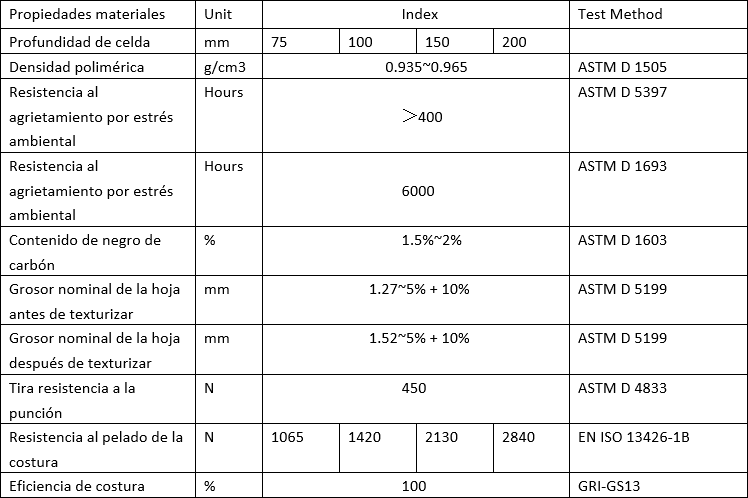 Propiedades materiales Unit Index Test Method
Profundidad de celda mm 75 100 150 200
Densidad polimérica g/cm3 0.935~0.965 ASTM D 1505
Resistencia al Hours ASTM D 5397
agrietamiento por estrés >400
ambiental
Resistencia al Hours ASTM D 1693
agrietamiento por estrés 6000
ambiental
Contenido de negro de % 1.5%~2% ASTM D 1603
carbón
Grosor nominal de la hoja mm 1.27~5% + 10% ASTM D 5199
antes de texturizar
Grosor nominal de la hoja mm 1.52~5% + 10% ASTM D 5199
después de texturizar
Tira resistencia a la N 450 ASTM D 4833
punción
Resistencia al pelado de la N 1065 1420 2130 2840 EN ISO 13426-1B
costura
Eficiencia de costura % 100 GRI-GS13